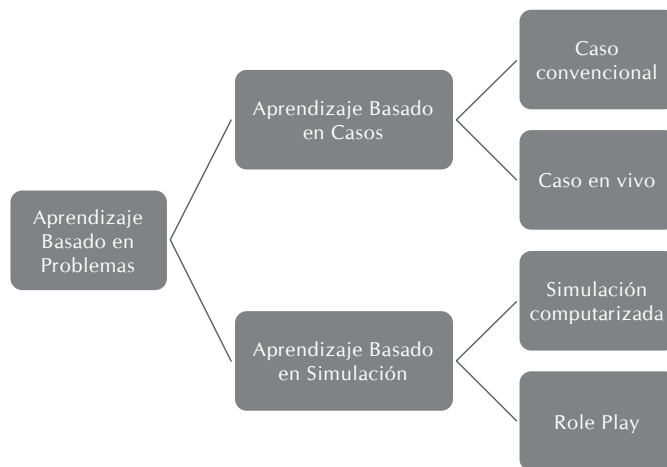 Aprendizaje
Basado en
Problemas
Aprendizaje Basado
en Casos
Caso
convencional
Caso en vivo
Aprendizaje Basado
en Simulación
Simulación
computarizada
Role Play